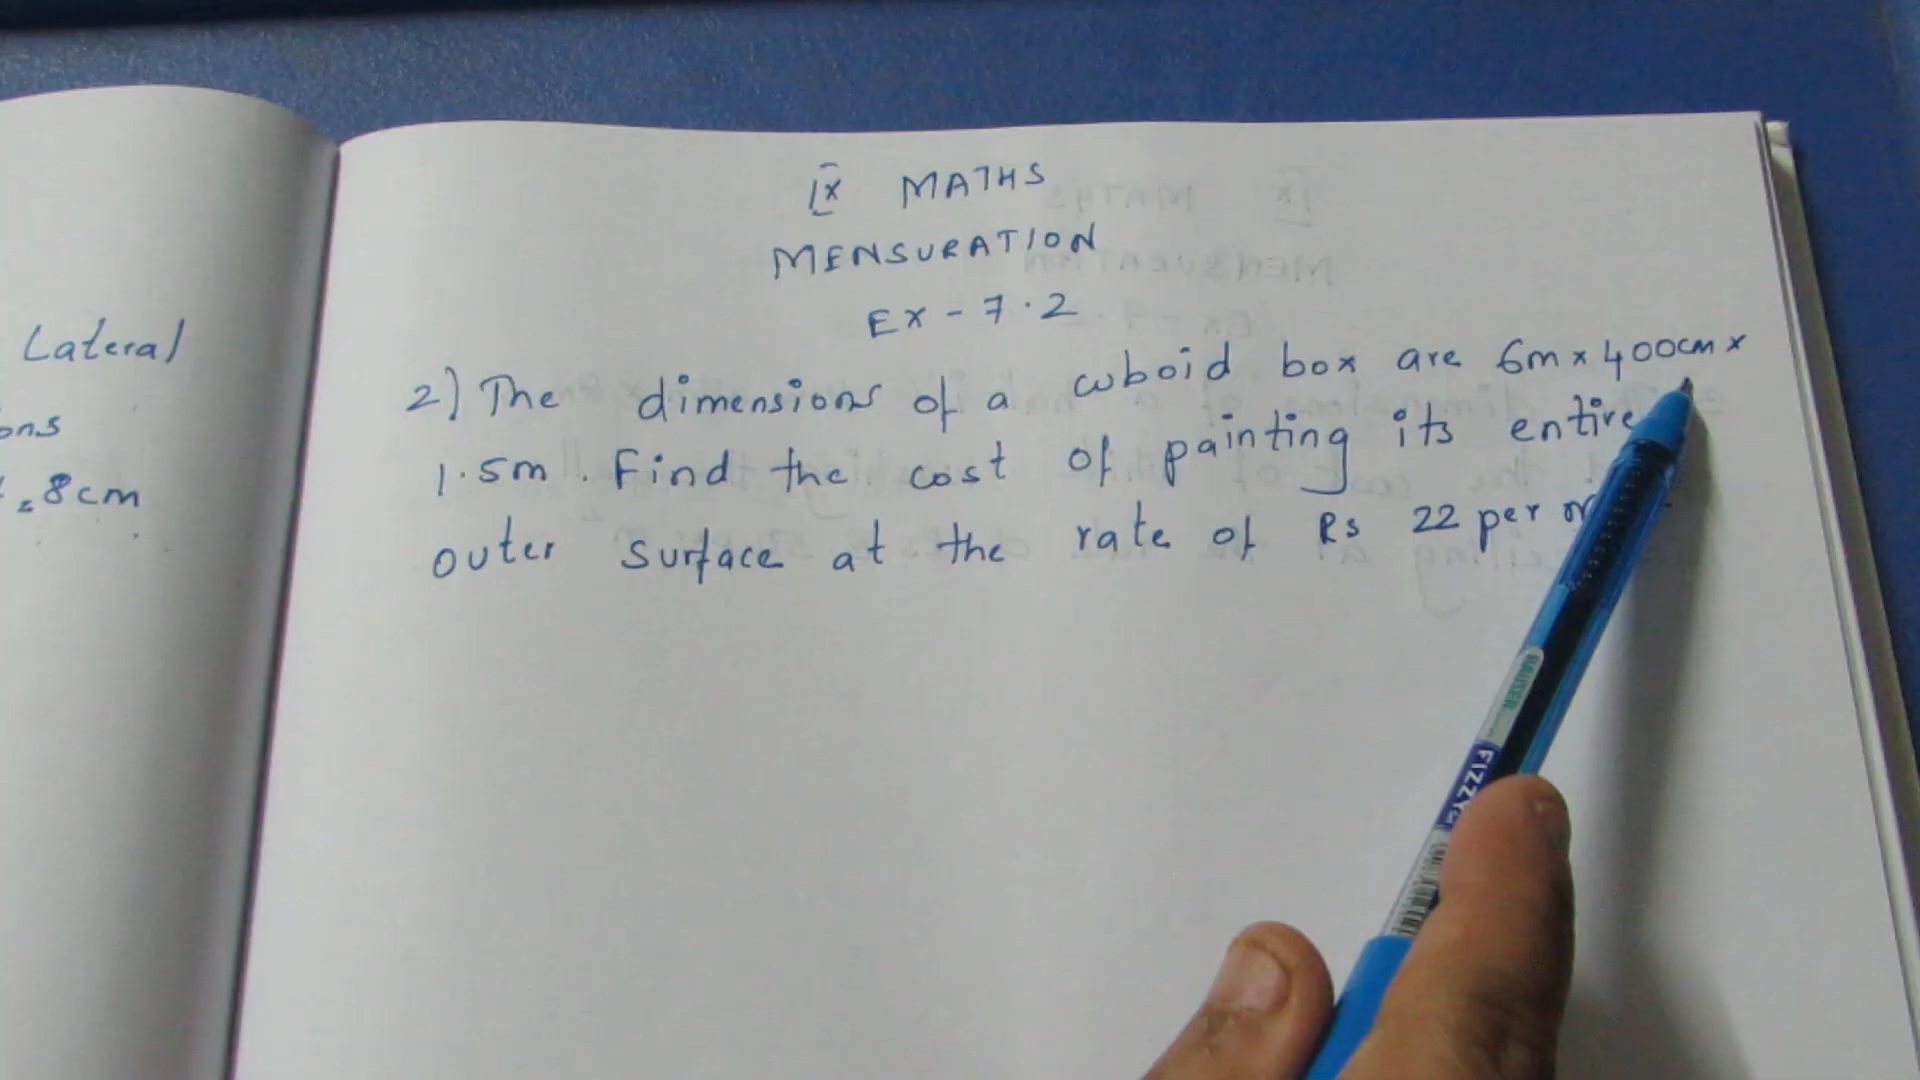 Lateral
ons
8cm
IX MATHS
MENSURATION
EX - 7.2
2) The dimensions of a cuboid box are 6m x 400cm x
1.5m. Find the cost of painting its entire
outer surface at the rate of Rs 22 per
RAUSER
FIZZY